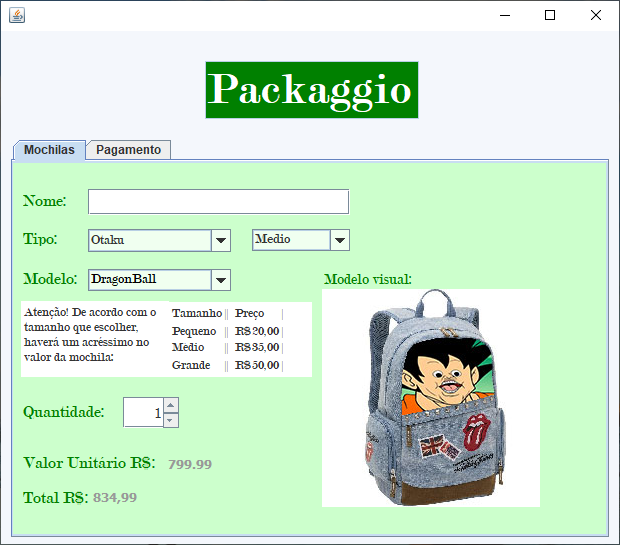 Packaggio
Mochilas Pagamento
Nome:
Tipo: Otaku Medio
Modelo: DragonBall
Modelo visual:
Atenção! De acordo com o
tamanho que escolher,
haverá um acréssimo no
valor da mochila:
Tamanho || Preço |
Pequeno || R$ 20,00 |
Médio || R$ 35,00 |
Grande || R$ 50,00 |
Quantidade: 1
Valor Unitário R$: 799.99
Total R$: 834,99